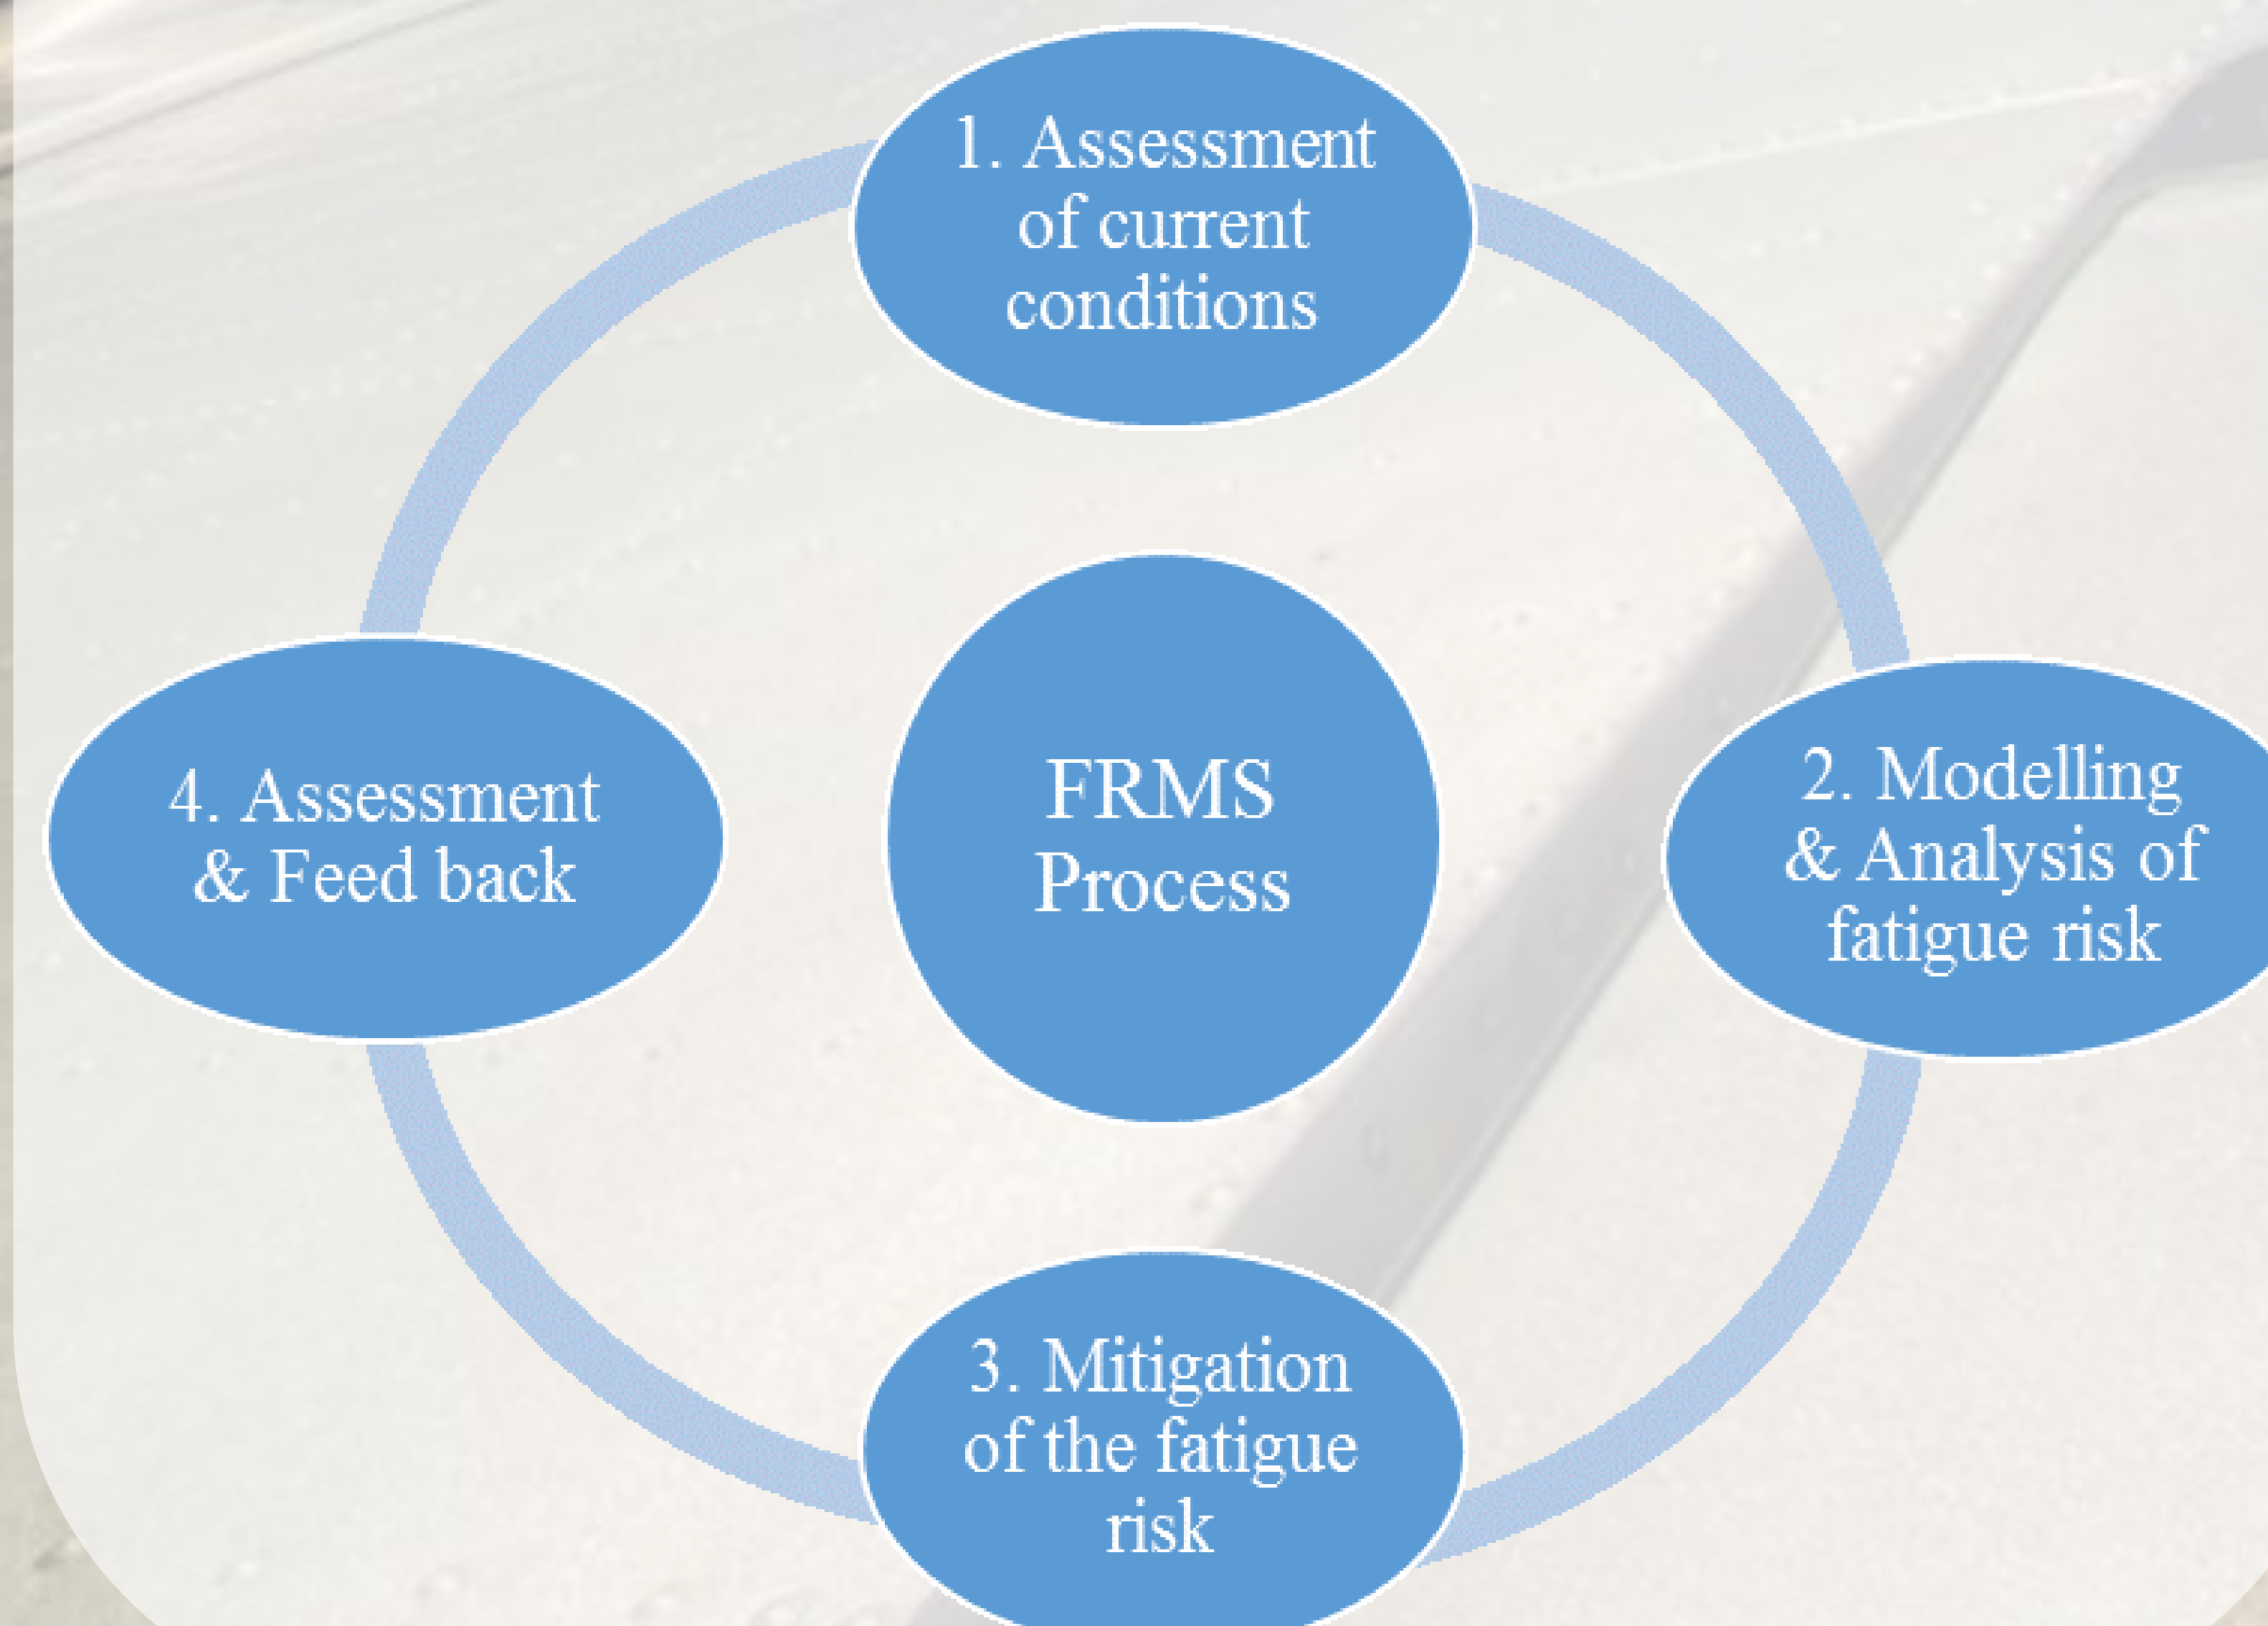 1. Assessment
of current
conditions
2. Modelling
& Analysis of
fatigue risk
3. Mitigation
of the fatigue
risk
4. Assessment
& Feed back
FRMS
Process